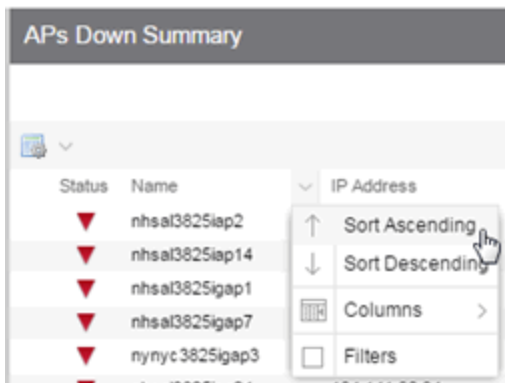 APs Down Summary
Status Name IP Address
nhsal3825iap2
Sort Ascending
nhsal3825iap14
Sort Descending
nhsal3825igap1
Columns
nhsal3825igap7
nynyc3825igap3
Filters